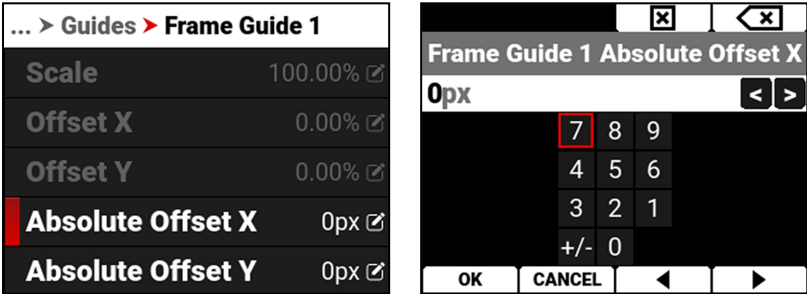 ... > Guides > Frame Guide 1
Scale 100.00%
Offset X 0.00%
Offset Y 0.00%
Absolute Offset X 0px
Absolute Offset Y 0px
Frame Guide 1 Absolute Offset X
0px < >
7 8 9
4 5 6
3 2 1
+/- 0
OK CANCEL